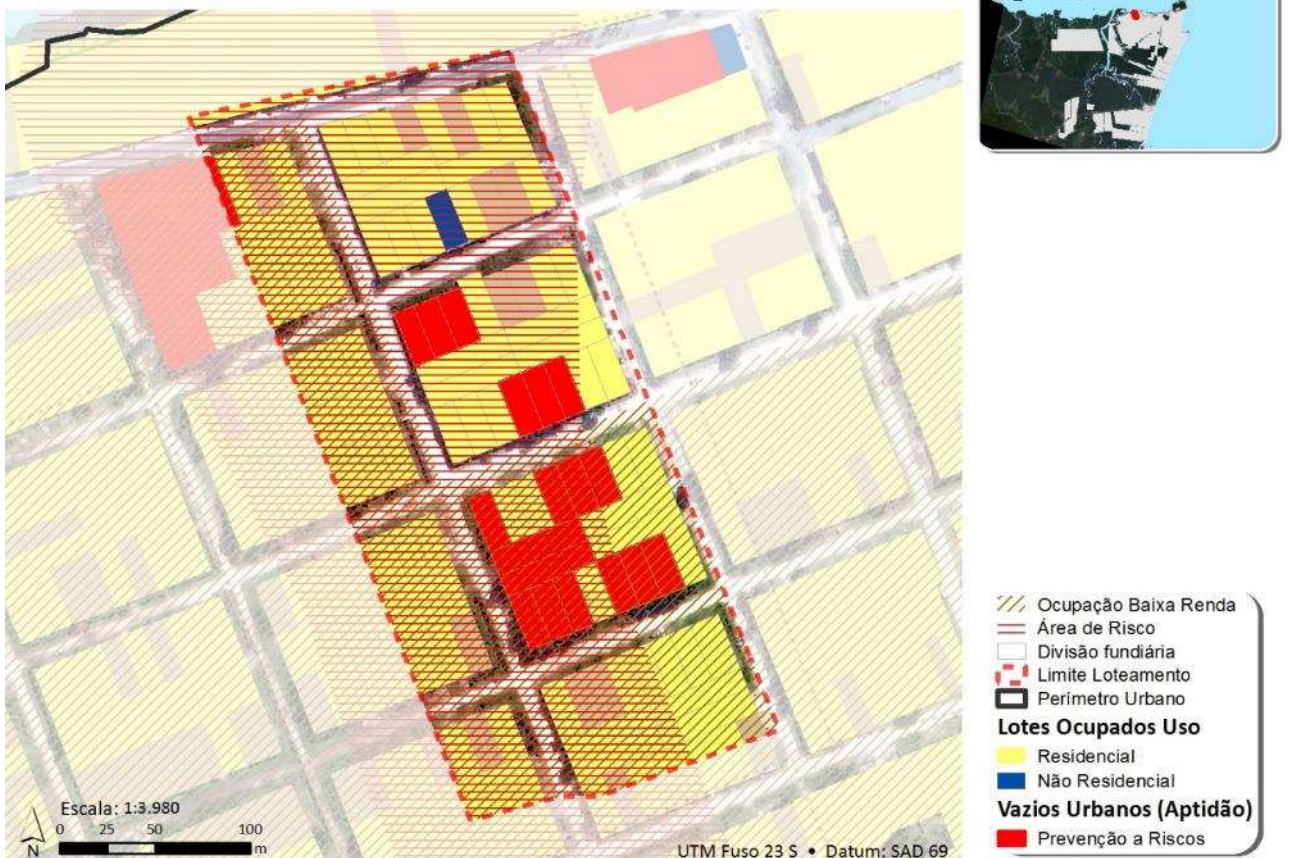 Ocupação Baixa Renda
Área de Risco
Divisão fundiária
Limite Loteamento
Perímetro Urbano
Lotes Ocupados Uso
Residencial
Não Residencial
Vazios Urbanos (Aptidão)
Prevenção a Riscos
Escala: 1:3.980
0 25 50 100
m
N
UTM Fuso 23 S • Datum: SAD 69